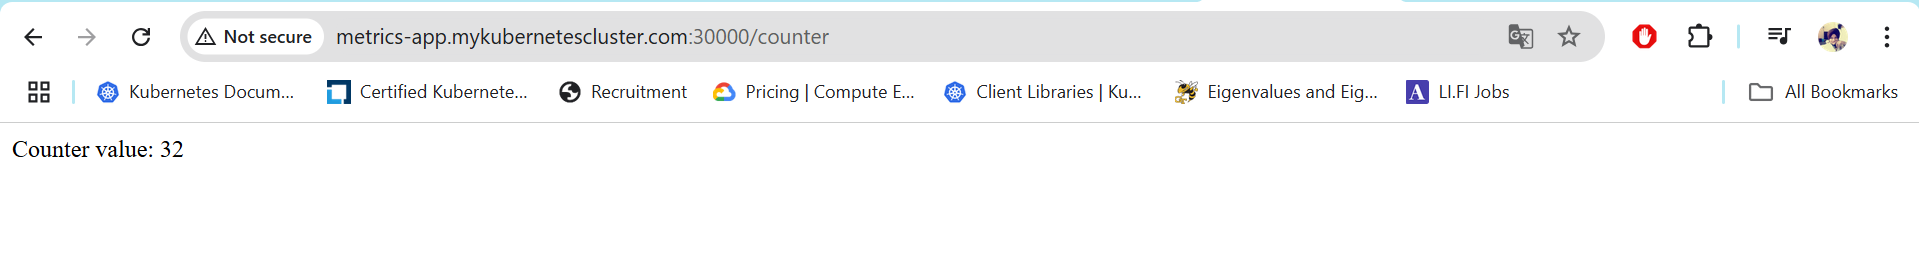 Not secure metrics-app.mykubernetescluster.com:30000/counter
Kubernetes Docum... Certified Kubernete... Recruitment Pricing | Compute E... Client Libraries | Ku... Eigenvalues and Eig... A LI.FI Jobs All Bookmarks
Counter value: 32